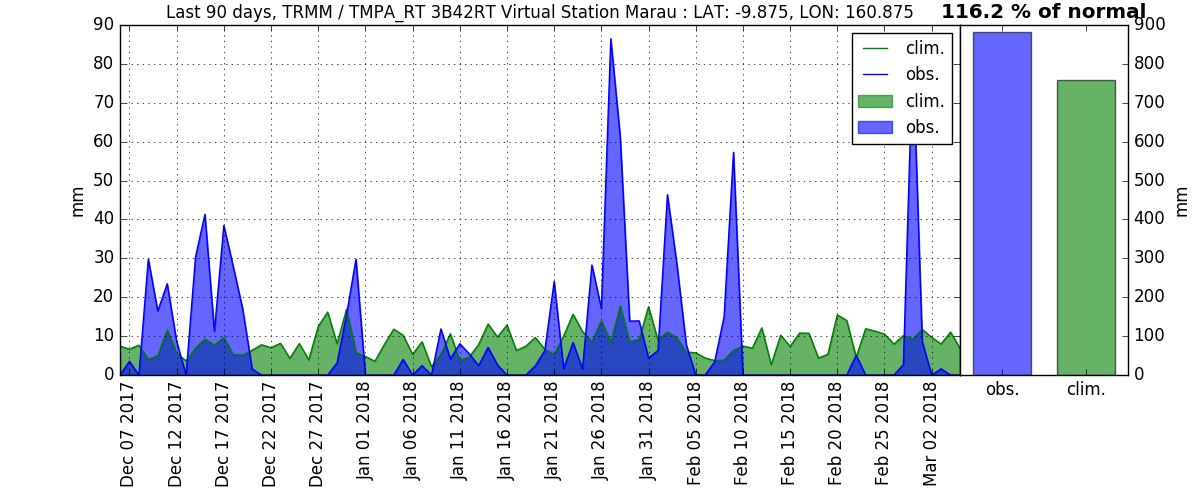 Last 90 days, TRMM / TMPA_RT 3B42RT Virtual Station Marau : LAT: -9.875, LON: 160.875
116.2 % of normal
clim.
obs.
clim.
obs.
90
80
70
60
50
40
30
20
10
0
mm
900
800
700
600
500
400
300
200
100
0
mm
Dec 07 2017
Dec 12 2017
Dec 17 2017
Dec 22 2017
Dec 27 2017
Jan 01 2018
Jan 06 2018
Jan 11 2018
Jan 16 2018
Jan 21 2018
Jan 26 2018
Jan 31 2018
Feb 05 2018
Feb 10 2018
Feb 15 2018
Feb 20 2018
Feb 25 2018
Mar 02 2018
obs.
clim.